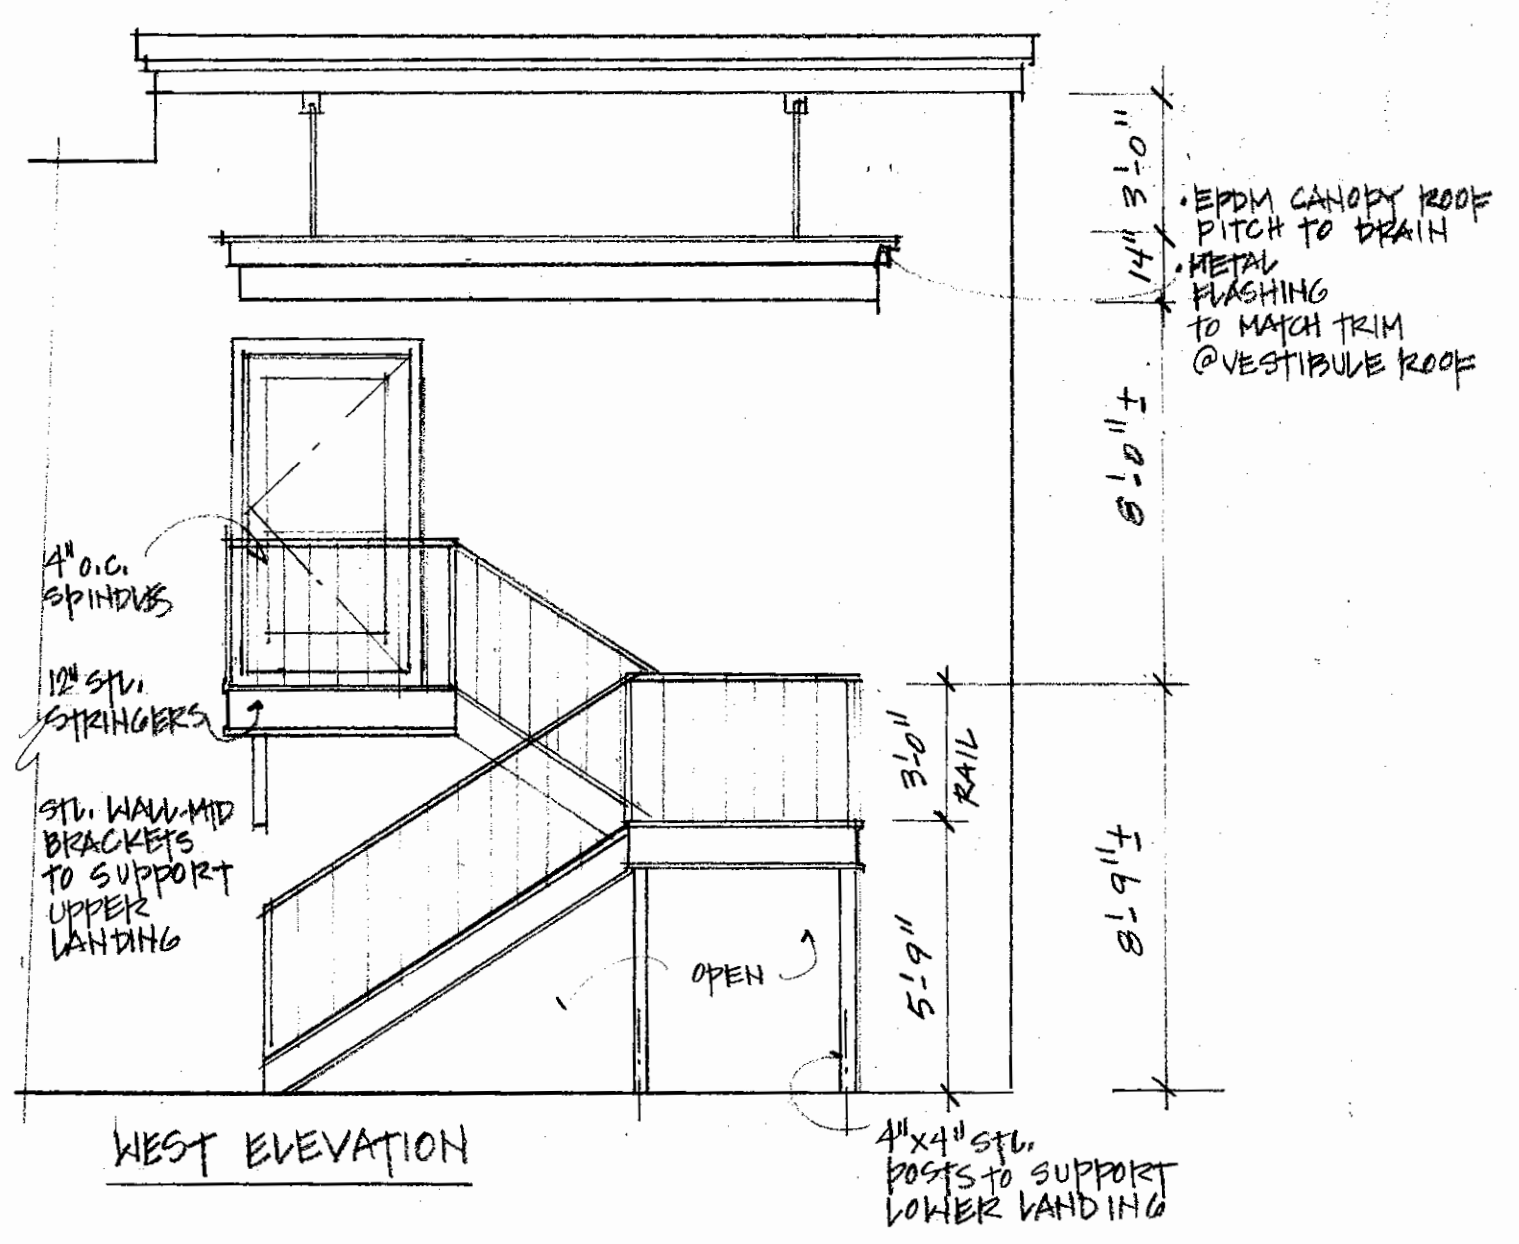 3'-0"
• EPDM CANOPY ROOF
PITCH TO DRAIN
14"
• METAL
FLASHING
TO MATCH TRIM
@VESTIBULE ROOF
8'-0"±
4" O.C.
SPINDLES
12" STL.
STRINGERS
3'-0"
RAIL
STL. WALL-MTD
BRACKETS
TO SUPPORT
UPPER
LANDING
8'-9"±
5'-9"
OPEN
WEST ELEVATION
4"x4" STL.
POSTS TO SUPPORT
LOWER LANDING